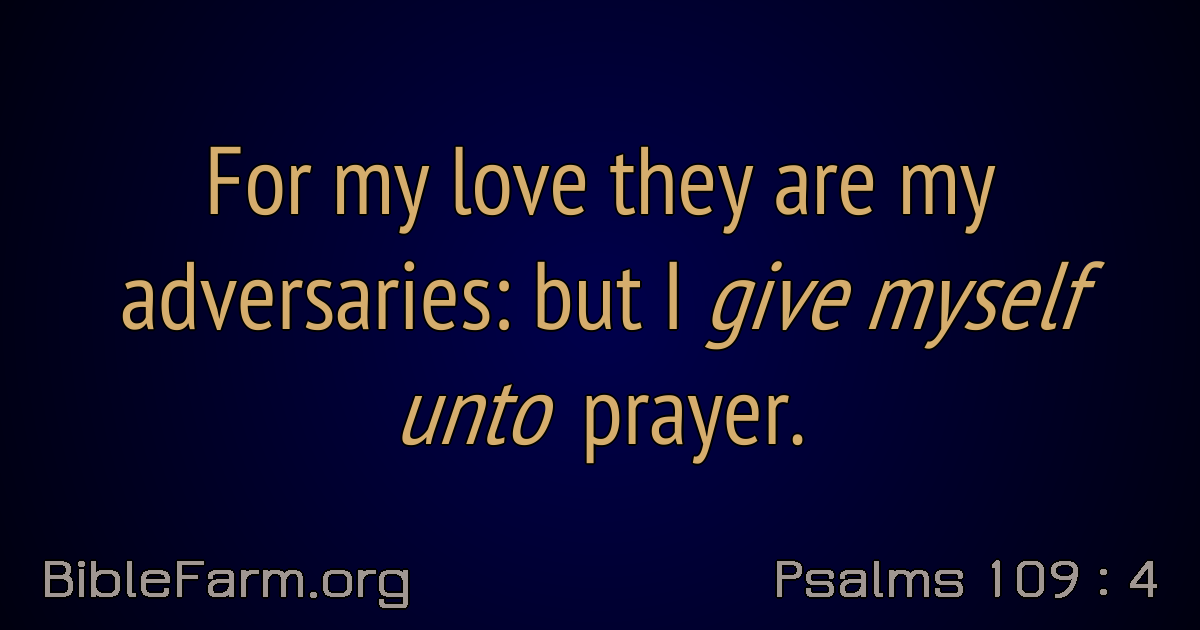 For my love they are my
adversaries: but I give myself
unto prayer.
BibleFarm.org
Psalms 109 : 4